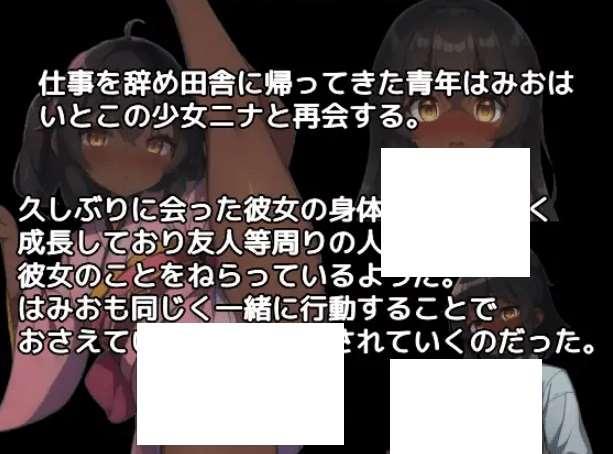 仕事を辞め田舎に帰ってきた青年はみおは
いとこの少女ニナと再会する。
久しぶりに会った彼女の身体 く
成長しており友人等周りの人
彼女のことをねらっているようだ。
はみおも同じく一緒に行動することで
おさえてい されていくのだった。